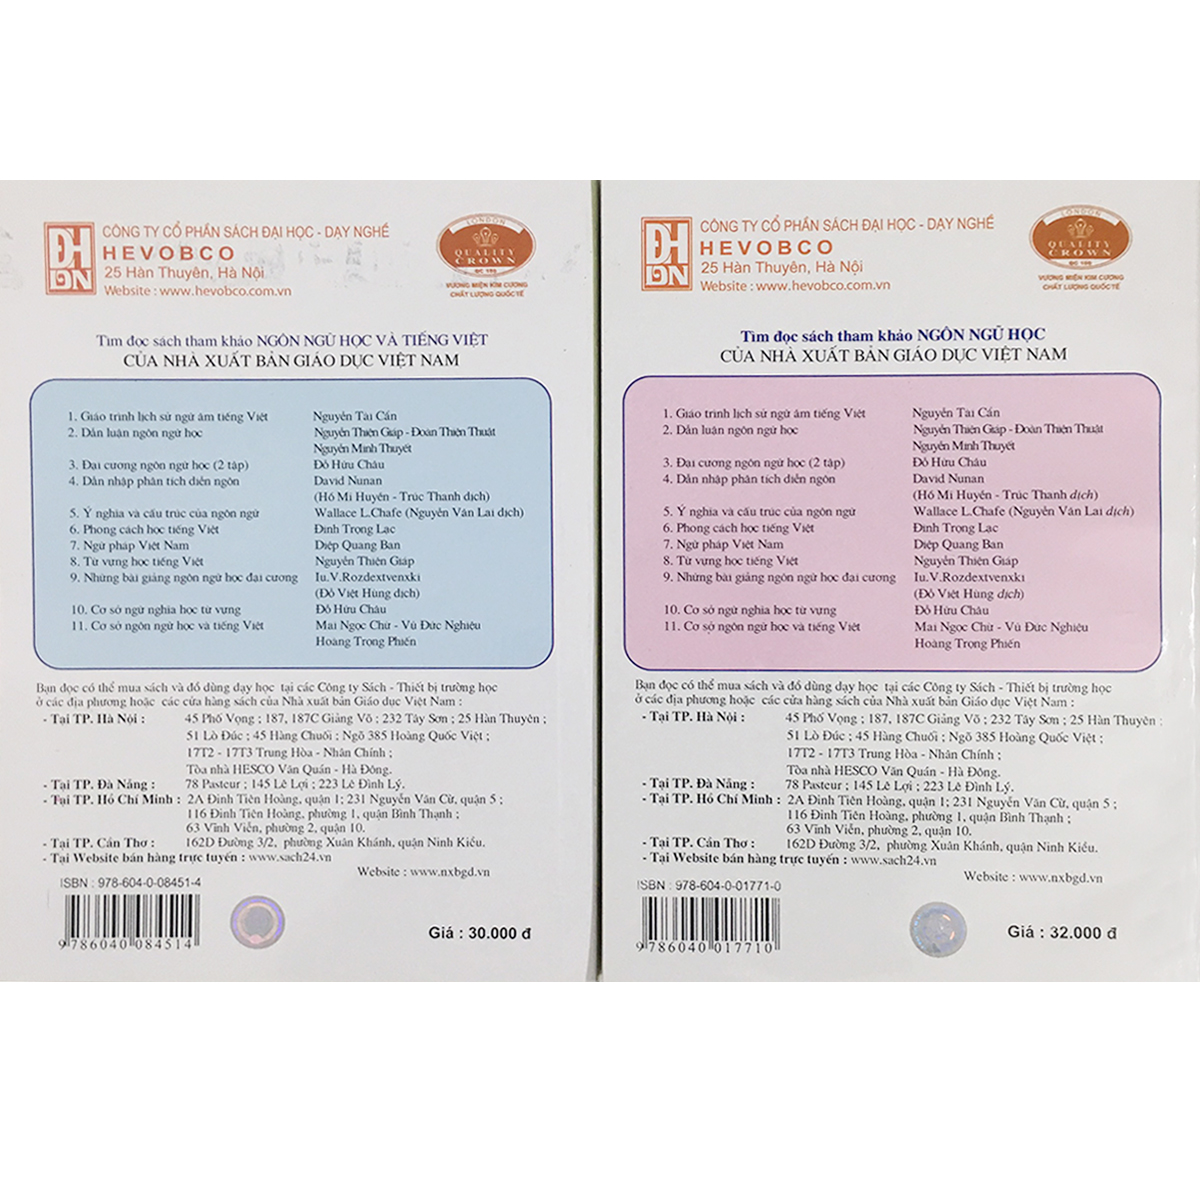 ĐH
DN
CÔNG TY CỔ PHẦN SÁCH ĐẠI HỌC - DẠY NGHỀ
HEVOBCO
25 Hàn Thuyên, Hà Nội
Website : www.hevobco.com.vn
LONDON
QUALITY
CROWN
QC 100
VƯƠNG MIỆN KIM CƯƠNG
CHẤT LƯỢNG QUỐC TẾ
Tìm đọc sách tham khảo NGÔN NGỮ HỌC VÀ TIẾNG VIỆT
CỦA NHÀ XUẤT BẢN GIÁO DỤC VIỆT NAM
1. Giáo trình lịch sử ngữ âm tiếng Việt Nguyễn Tài Cẩn
2. Dẫn luận ngôn ngữ học Nguyễn Thiện Giáp - Đoàn Thiện Thuật
Nguyễn Minh Thuyết
3. Đại cương ngôn ngữ học (2 tập) Đỗ Hữu Châu
4. Dẫn nhập phân tích diễn ngôn David Nunan
(Hồ Mĩ Huyền - Trúc Thanh dịch)
5. Ý nghĩa và cấu trúc của ngôn ngữ Wallace L.Chafe (Nguyễn Văn Lai dịch)
6. Phong cách học tiếng Việt Đinh Trọng Lạc
7. Ngữ pháp Việt Nam Diệp Quang Ban
8. Từ vựng học tiếng Việt Nguyễn Thiện Giáp
9. Những bài giảng ngôn ngữ học đại cương Iu.V.Rozdextvenxki
(Đỗ Việt Hùng dịch)
10. Cơ sở ngữ nghĩa học từ vựng Đỗ Hữu Châu
11. Cơ sở ngôn ngữ học và tiếng Việt Mai Ngọc Chừ - Vũ Đức Nghiệu
Hoàng Trọng Phiến
Bạn đọc có thể mua sách và đồ dùng dạy học tại các Công ty Sách - Thiết bị trường học
ở các địa phương hoặc các cửa hàng sách của Nhà xuất bản Giáo dục Việt Nam :
- Tại TP. Hà Nội : 45 Phố Vọng ; 187, 187C Giảng Võ ; 232 Tây Sơn ; 25 Hàn Thuyên ;
51 Lò Đúc ; 45 Hàng Chuối ; Ngõ 385 Hoàng Quốc Việt ;
17T2 - 17T3 Trung Hòa - Nhân Chính ;
Tòa nhà HESCO Văn Quán - Hà Đông.
- Tại TP. Đà Nẵng : 78 Pasteur ; 145 Lê Lợi ; 223 Lê Đình Lý.
- Tại TP. Hồ Chí Minh : 2A Đinh Tiên Hoàng, quận 1; 231 Nguyễn Văn Cừ, quận 5 ;
116 Đinh Tiên Hoàng, phường 1, quận Bình Thạnh ;
63 Vĩnh Viễn, phường 2, quận 10.
- Tại TP. Cần Thơ : 162D Đường 3/2, phường Xuân Khánh, quận Ninh Kiều.
- Tại Website bán hàng trực tuyến : www.sach24.vn
Website : www.nxbgd.vn
ISBN : 978-604-0-08451-4
9 786040 084514
Giá : 30.000 đ
ĐH
DN
CÔNG TY CỔ PHẦN SÁCH ĐẠI HỌC - DẠY NGHỀ
HEVOBCO
25 Hàn Thuyên, Hà Nội
Website : www.hevobco.com.vn
LONDON
QUALITY
CROWN
QC 100
VƯƠNG MIỆN KIM CƯƠNG
CHẤT LƯỢNG QUỐC TẾ
Tìm đọc sách tham khảo NGÔN NGỮ HỌC
CỦA NHÀ XUẤT BẢN GIÁO DỤC VIỆT NAM
1. Giáo trình lịch sử ngữ âm tiếng Việt Nguyễn Tài Cẩn
2. Dẫn luận ngôn ngữ học Nguyễn Thiện Giáp - Đoàn Thiện Thuật
Nguyễn Minh Thuyết
3. Đại cương ngôn ngữ học (2 tập) Đỗ Hữu Châu
4. Dẫn nhập phân tích diễn ngôn David Nunan
(Hồ Mĩ Huyền - Trúc Thanh dịch)
5. Ý nghĩa và cấu trúc của ngôn ngữ Wallace L.Chafe (Nguyễn Văn Lai dịch)
6. Phong cách học tiếng Việt Đinh Trọng Lạc
7. Ngữ pháp Việt Nam Diệp Quang Ban
8. Từ vựng học tiếng Việt Nguyễn Thiện Giáp
9. Những bài giảng ngôn ngữ học đại cương Iu.V.Rozdextvenxki
(Đỗ Việt Hùng dịch)
10. Cơ sở ngữ nghĩa học từ vựng Đỗ Hữu Châu
11. Cơ sở ngôn ngữ học và tiếng Việt Mai Ngọc Chừ - Vũ Đức Nghiệu
Hoàng Trọng Phiến
Bạn đọc có thể mua sách và đồ dùng dạy học tại các Công ty Sách - Thiết bị trường học
ở các địa phương hoặc các cửa hàng sách của Nhà xuất bản Giáo dục Việt Nam :
- Tại TP. Hà Nội : 45 Phố Vọng ; 187, 187C Giảng Võ ; 232 Tây Sơn ; 25 Hàn Thuyên ;
51 Lò Đúc ; 45 Hàng Chuối ; Ngõ 385 Hoàng Quốc Việt ;
17T2 - 17T3 Trung Hòa - Nhân Chính ;
Tòa nhà HESCO Văn Quán - Hà Đông.
- Tại TP. Đà Nẵng : 78 Pasteur ; 145 Lê Lợi ; 223 Lê Đình Lý.
- Tại TP. Hồ Chí Minh : 2A Đinh Tiên Hoàng, quận 1; 231 Nguyễn Văn Cừ, quận 5 ;
116 Đinh Tiên Hoàng, phường 1, quận Bình Thạnh ;
63 Vĩnh Viễn, phường 2, quận 10.
- Tại TP. Cần Thơ : 162D Đường 3/2, phường Xuân Khánh, quận Ninh Kiều.
- Tại Website bán hàng trực tuyến : www.sach24.vn
Website : www.nxbgd.vn
ISBN : 978-604-0-01771-0
9 786040 017710
Giá : 32.000 đ